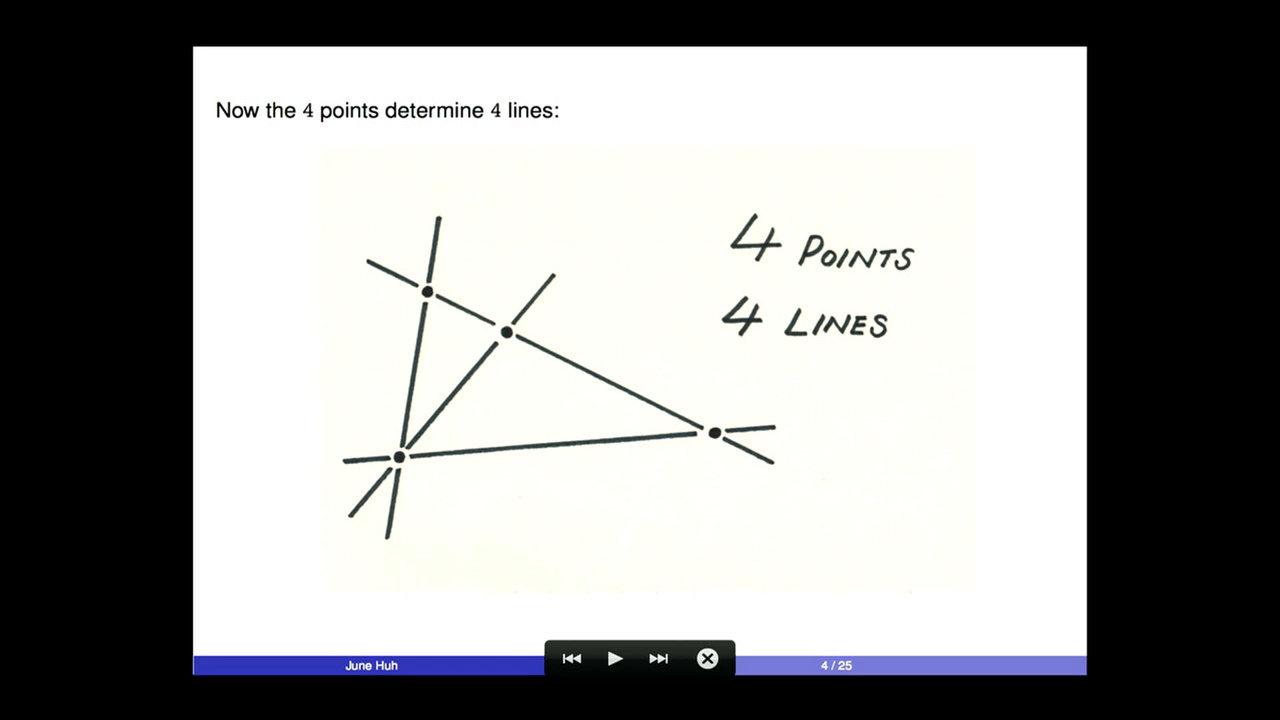 Now the 4 points determine 4 lines:
4 POINTS
4 LINES
June Huh
4 / 25